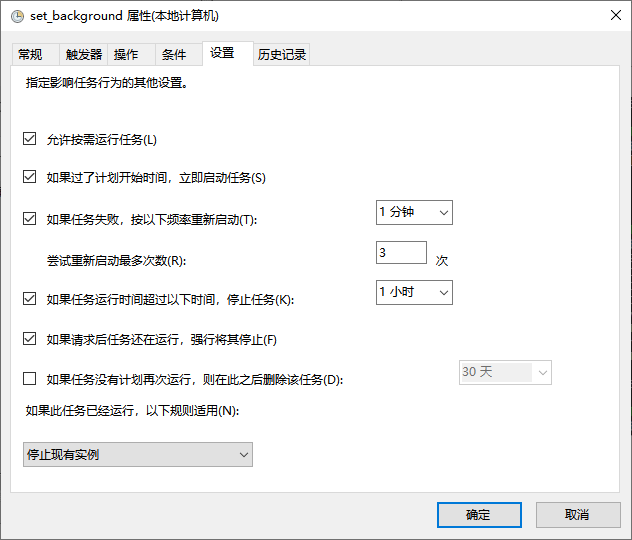 set_background 属性(本地计算机)
常规 触发器 操作 条件 设置 历史记录
指定影响任务行为的其他设置。
允许按需运行任务(L)
如果过了计划开始时间，立即启动任务(S)
如果任务失败，按以下频率重新启动(T): 1 分钟
尝试重新启动最多次数(R): 3 次
如果任务运行时间超过以下时间，停止任务(K): 1 小时
如果请求后任务还在运行，强行将其停止(F)
如果任务没有计划再次运行，则在此之后删除该任务(D): 30 天
如果此任务已经运行，以下规则适用(N):
停止现有实例
确定 取消